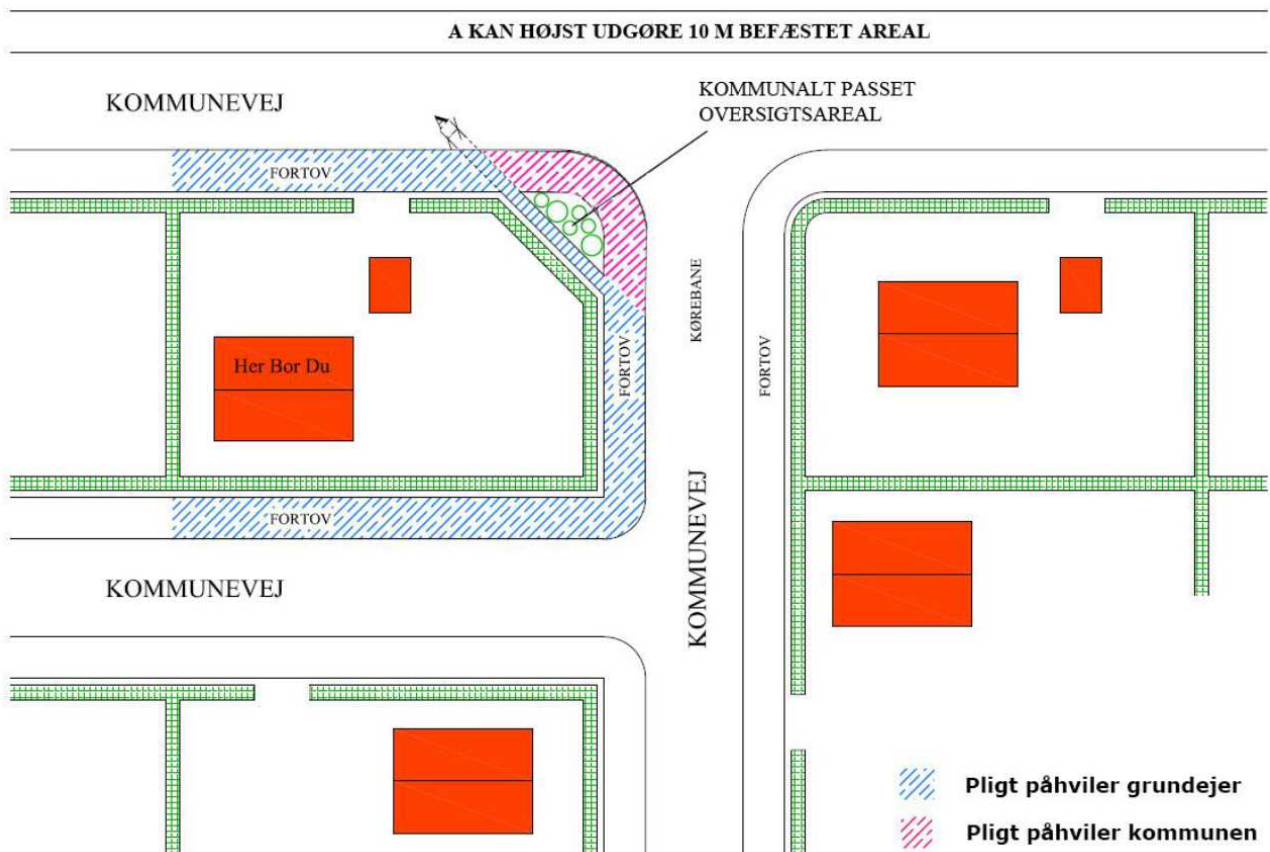 A KAN HØJST UDGØRE 10 M BEFÆSTET AREAL
KOMMUNEVEJ
KOMMUNALT PASSET
OVERSIGTSAREAL
FORTOV
KØREBANE
Her Bor Du
FORTOV
FORTOV
FORTOV
KOMMUNEVEJ
KOMMUNEVEJ
Pligt påhviler grundejer
Pligt påhviler kommunen